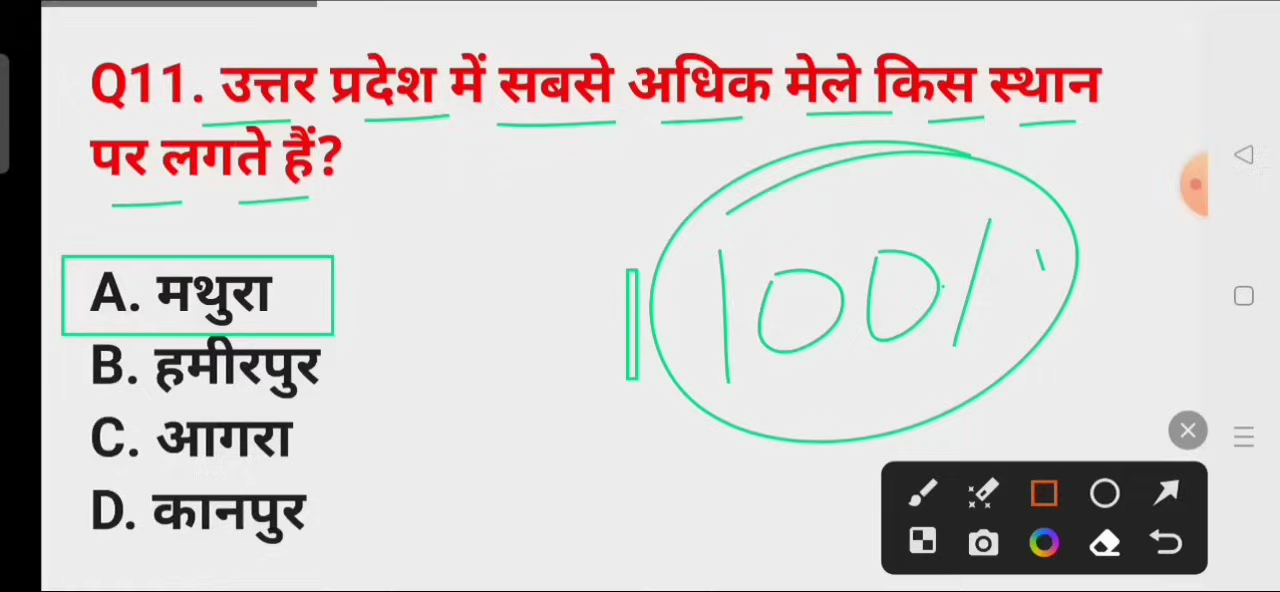 Q11. उत्तर प्रदेश में सबसे अधिक मेले किस स्थान
पर लगते हैं?
A. मथुरा
B. हमीरपुर
C. आगरा
D. कानपुर
100%